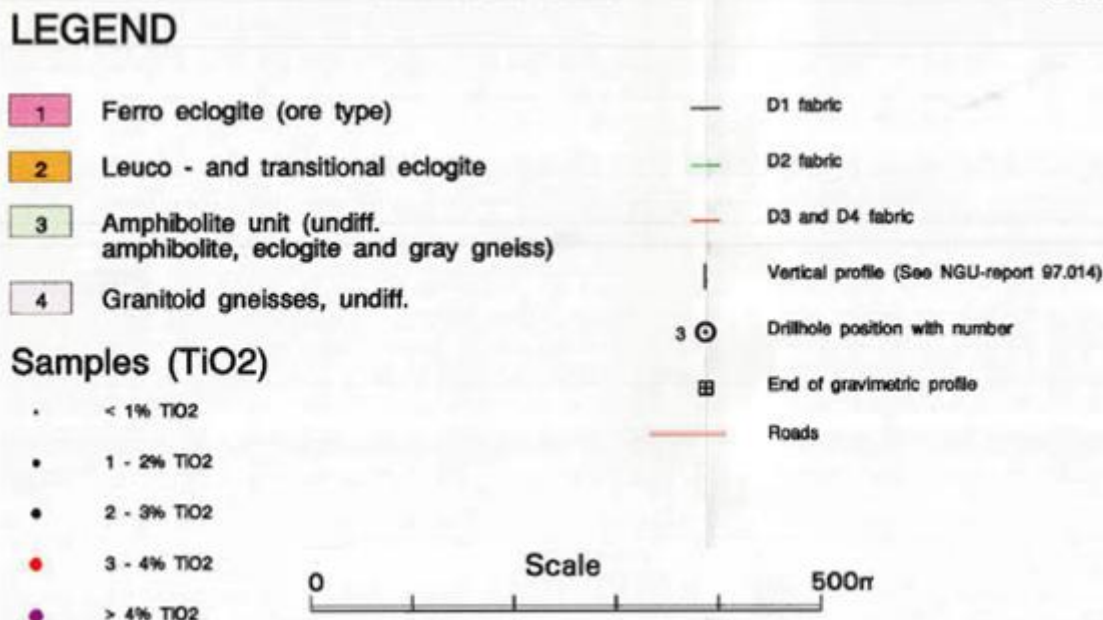 LEGEND
1 Ferro eclogite (ore type)
2 Leuco - and transitional eclogite
3 Amphibolite unit (undiff.
amphibolite, eclogite and gray gneiss)
4 Granitoid gneisses, undiff.
Samples (TiO2)
< 1% TiO2
1 - 2% TiO2
2 - 3% TiO2
3 - 4% TiO2
> 4% TiO2
D1 fabric
D2 fabric
D3 and D4 fabric
Vertical profile (See NGU-report 97.014)
3 Drillhole position with number
End of gravimetric profile
Roads
Scale
0 500m